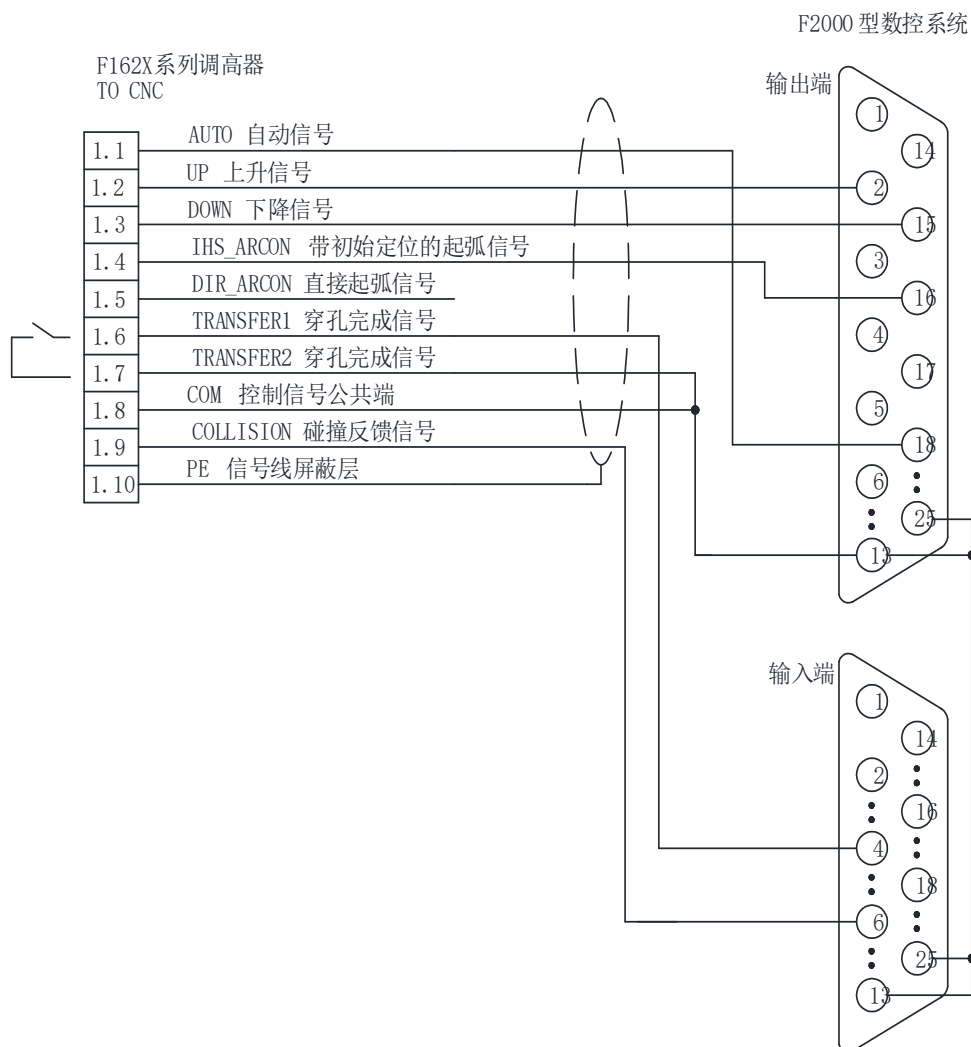 F2000 型数控系统
F162X系列调高器
TO CNC
输出端
1.1 AUTO 自动信号
1.2 UP 上升信号
1.3 DOWN 下降信号
1.4 IHS_ARCON 带初始定位的起弧信号
1.5 DIR_ARCON 直接起弧信号
1.6 TRANSFER1 穿孔完成信号
1.7 TRANSFER2 穿孔完成信号
1.8 COM 控制信号公共端
1.9 COLLISION 碰撞反馈信号
1.10 PE 信号线屏蔽层
1
14
2
15
3
16
4
17
5
18
6
25
13
输入端
1
14
2
16
4
18
6
25
13